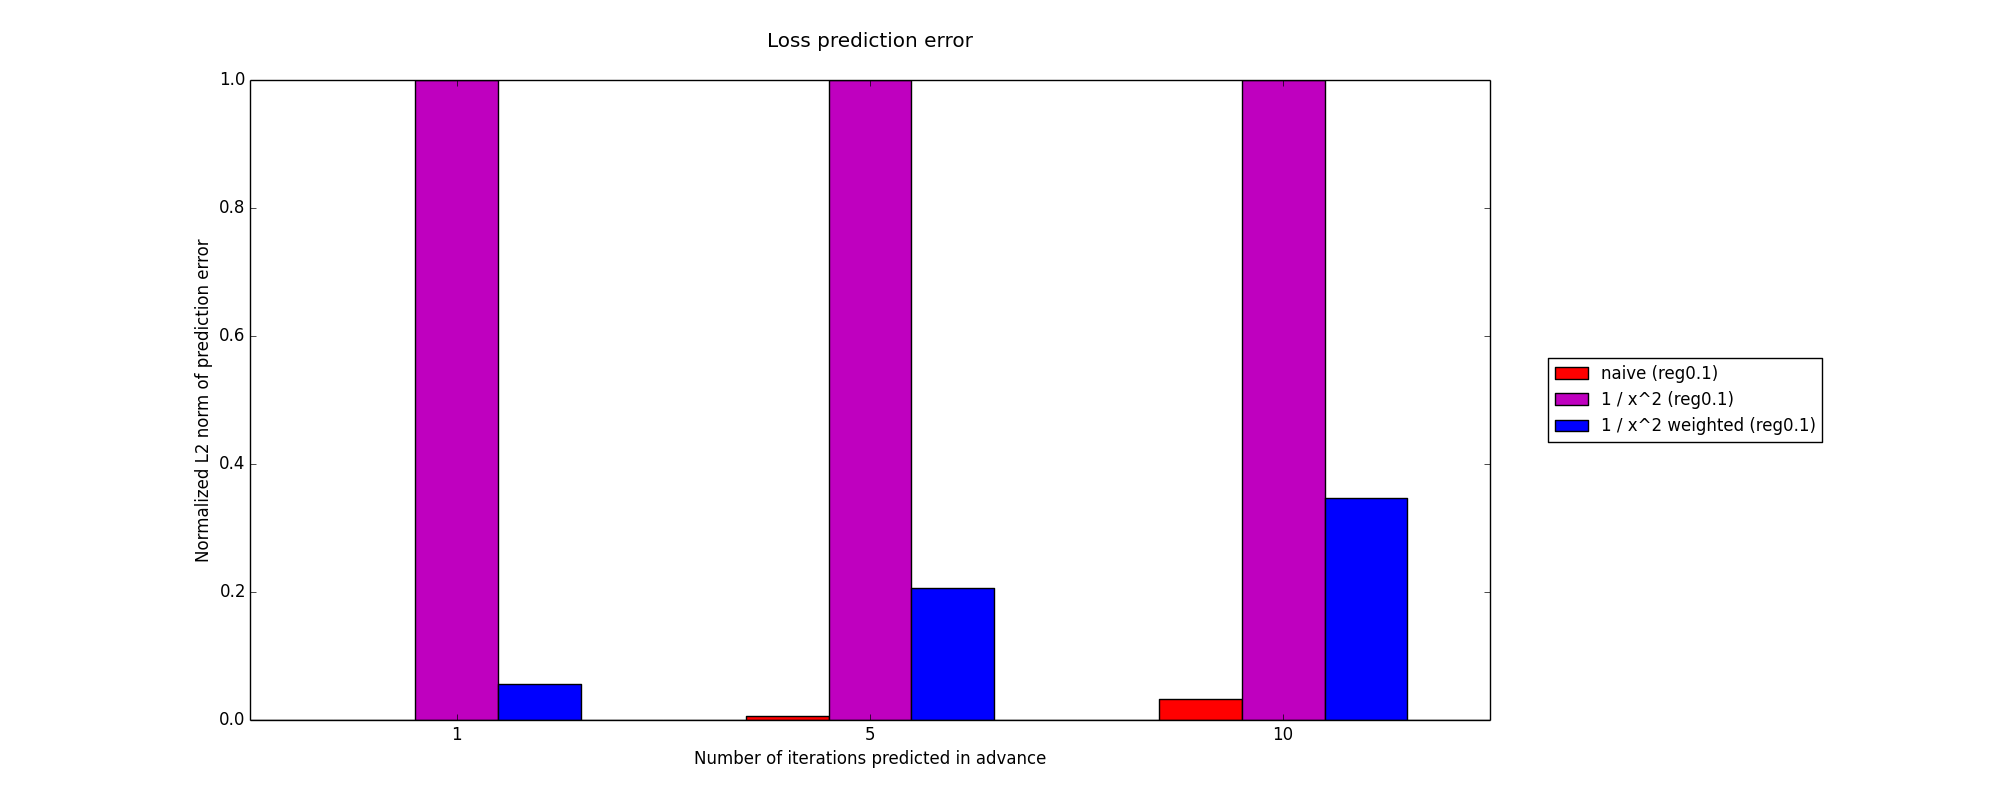 Loss prediction error
1.0
0.8
0.6
0.4
0.2
0.0
Normalized L2 norm of prediction error
1
5
10
Number of iterations predicted in advance
naive (reg0.1)
1 / x^2 (reg0.1)
1 / x^2 weighted (reg0.1)